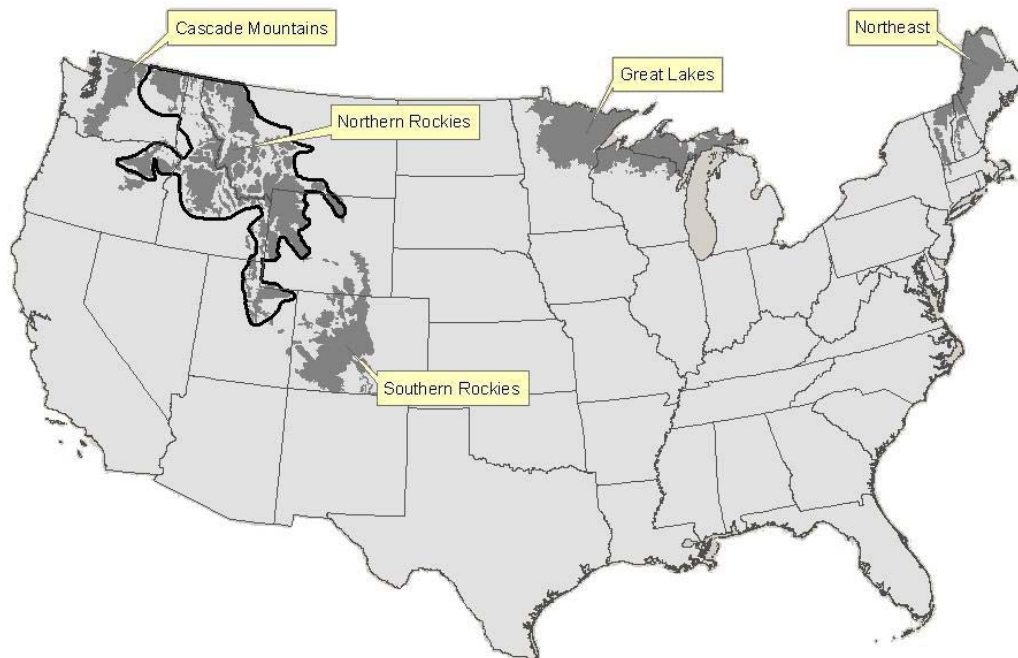 Cascade Mountains
Northeast
Great Lakes
Northern Rockies
Southern Rockies